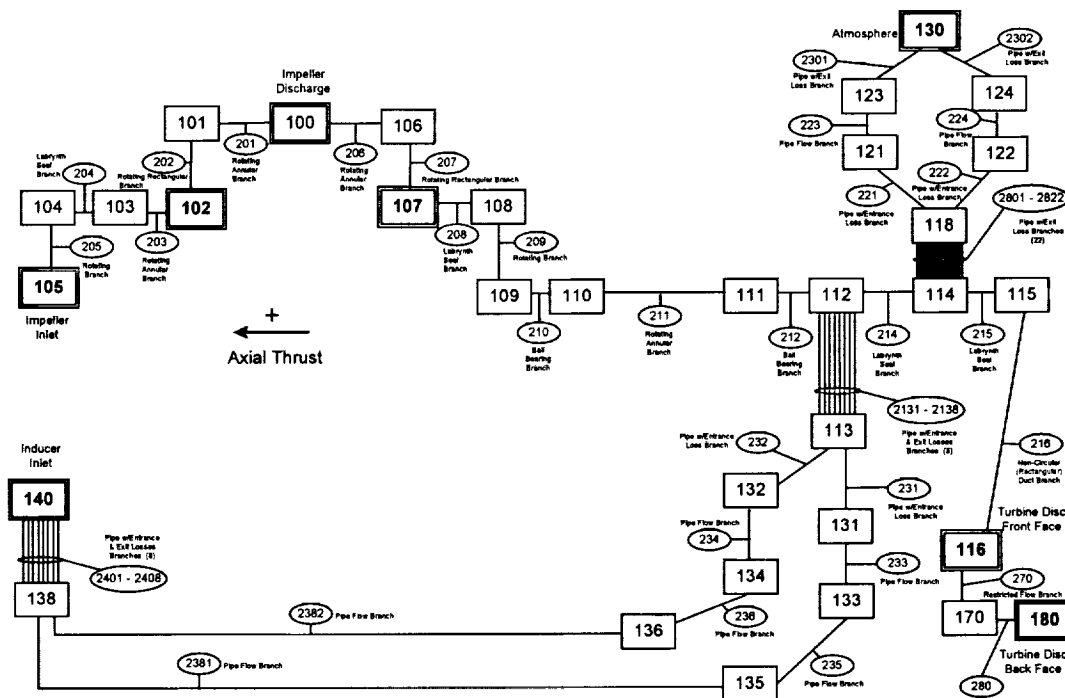 130
Atmosphere
2301
2302
Pipe w/Exit
Loss Branch
Pipe w/Exit
Loss Branch
Impeller
Discharge
123
124
101
100
106
223
224
Pipe Flow Branch
Pipe Flow Branch
201
Rotating
Annular
Branch
206
Rotating
Annular
Branch
121
122
Labrynth
Seal
Branch
204
202
Rotating Rectangular
Branch
207
Rotating Rectangular Branch
222
Pipe w/Entrance
Loss Branch
221
Pipe w/Entrance
Loss Branch
2801 - 2822
Pipe w/Exit
Loss Branches
(22)
104
103
102
107
108
118
205
Rotating
Branch
203
Rotating
Annular
Branch
208
Labrynth
Seal
Branch
209
Rotating Branch
105
Impeller
Inlet
109
110
111
112
114
115
+
Axial Thrust
210
Ball
Bearing
Branch
211
Rotating
Annular
Branch
212
Ball
Bearing
Branch
214
Labrynth
Seal
Branch
215
Labrynth
Seal
Branch
2131 - 2138
Pipe w/Entrance
& Exit Losses
Branches (8)
113
Inducer
Inlet
140
Pipe w/Entrance
Loss Branch
232
216
Non-Circular
(Rectangular)
Duct Branch
132
231
Pipe w/Entrance
Loss Branch
Turbine Disc
Front Face
131
116
Pipe Flow Branch
234
Pipe w/Entrance
& Exit Losses
Branches (8)
2401 - 2408
134
233
Pipe Flow Branch
270
Restricted Flow Branch
138
133
170
180
2382
Pipe Flow Branch
136
236
Pipe Flow Branch
Turbine Disc
Back Face
2381
Pipe Flow Branch
135
235
Pipe Flow Branch
280